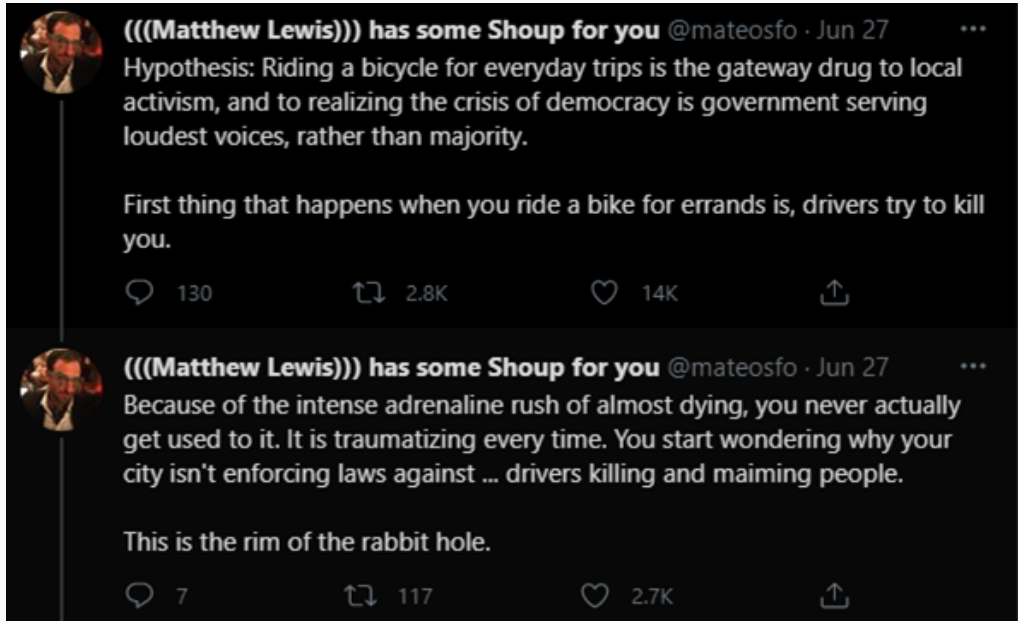 (((Matthew Lewis))) has some Shoup for you @mateosfo · Jun 27
Hypothesis: Riding a bicycle for everyday trips is the gateway drug to local
activism, and to realizing the crisis of democracy is government serving
loudest voices, rather than majority.
First thing that happens when you ride a bike for errands is, drivers try to kill
you.
130 2.8K 14K
(((Matthew Lewis))) has some Shoup for you @mateosfo · Jun 27
Because of the intense adrenaline rush of almost dying, you never actually
get used to it. It is traumatizing every time. You start wondering why your
city isn't enforcing laws against ... drivers killing and maiming people.
This is the rim of the rabbit hole.
7 117 2.7K